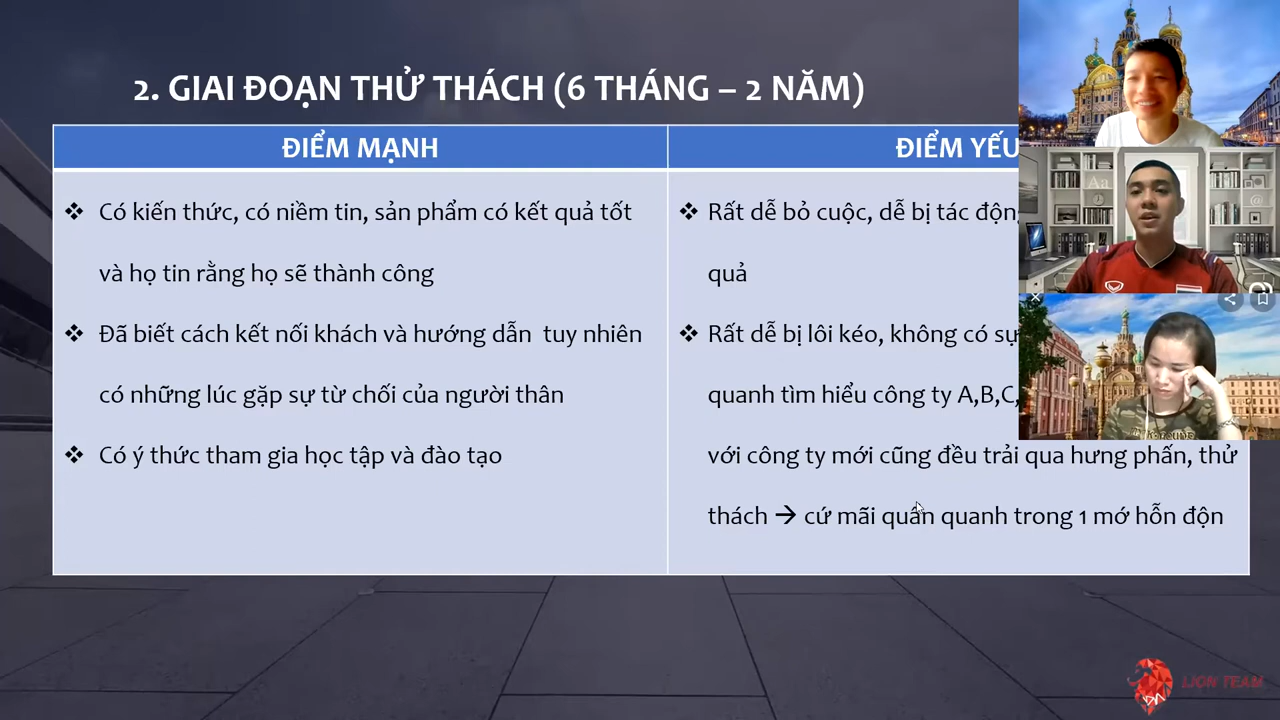 2. GIAI ĐOẠN THỬ THÁCH (6 THÁNG – 2 NĂM)
ĐIỂM MẠNH
ĐIỂM YẾU
❖ Có kiến thức, có niềm tin, sản phẩm có kết quả tốt
và họ tin rằng họ sẽ thành công
❖ Đã biết cách kết nối khách và hướng dẫn tuy nhiên
có những lúc gặp sự từ chối của người thân
❖ Có ý thức tham gia học tập và đào tạo
❖ Rất dễ bỏ cuộc, dễ bị tác động
quả
❖ Rất dễ bị lôi kéo, không có sự
quanh tìm hiểu công ty A,B,C,
với công ty mới cũng đều trải qua hưng phấn, thử
thách → cứ mãi quẩn quanh trong 1 mớ hỗn độn
LION TEAM